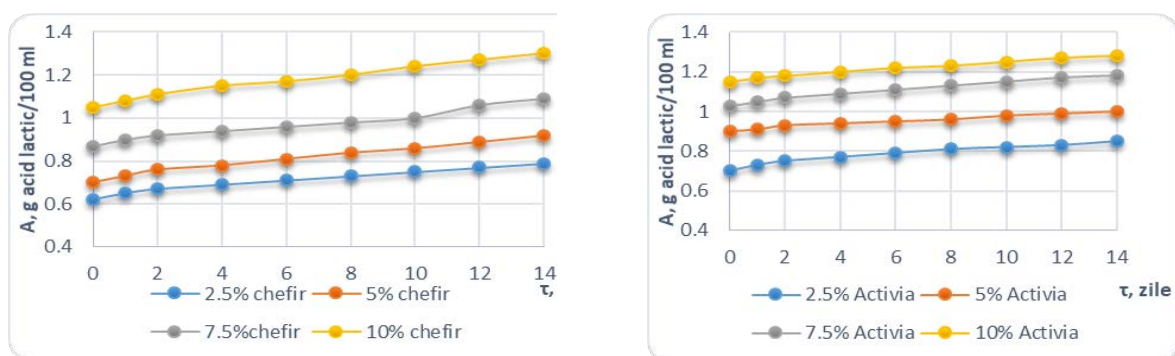 A, g acid lactic/100 ml
1.4
1.2
1
0.8
0.6
0.4
0 2 4 6 8 10 12 14
τ,
2.5% chefir 5% chefir
7.5%chefir 10% chefir
A, g acid lactic/100 ml
1.4
1.2
1
0.8
0.6
0.4
0 2 4 6 8 10 12 14
τ, zile
2.5% Activia 5% Activia
7.5% Activia 10% Activia